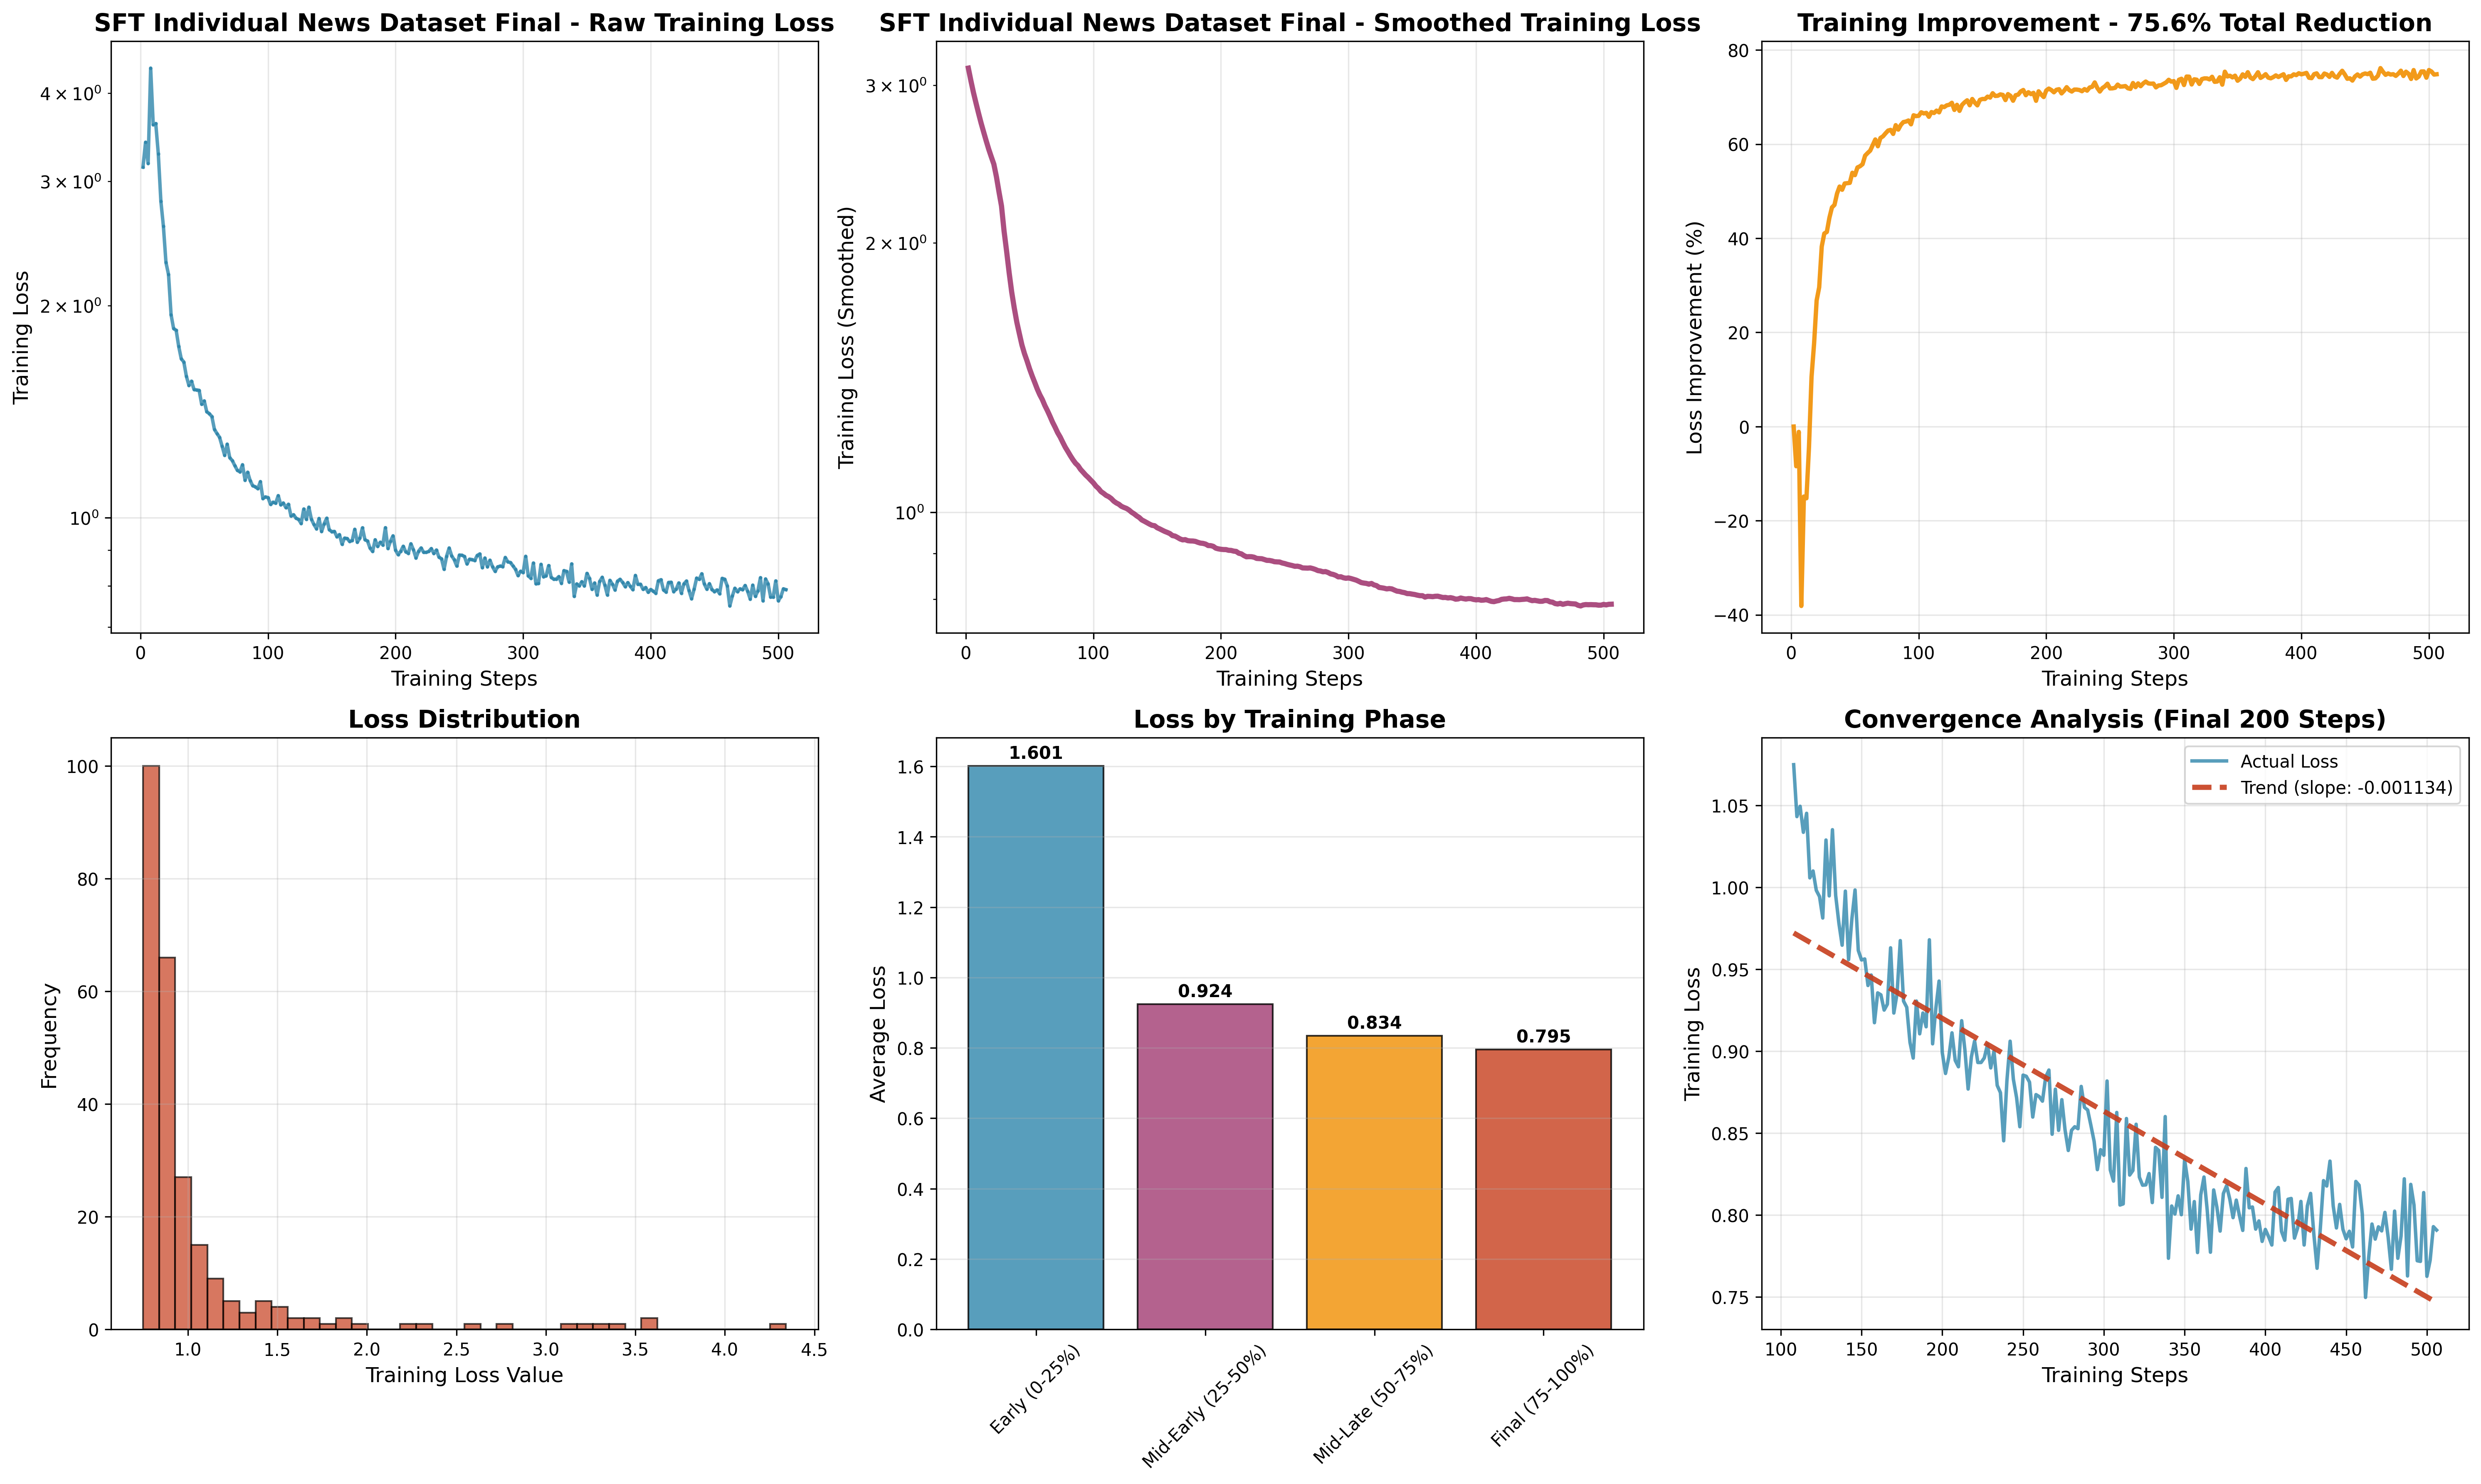 SFT Individual News Dataset Final - Raw Training Loss
Training Loss
4 × 10⁰
3 × 10⁰
2 × 10⁰
10⁰
0 100 200 300 400 500
Training Steps
SFT Individual News Dataset Final - Smoothed Training Loss
Training Loss (Smoothed)
3 × 10⁰
2 × 10⁰
10⁰
0 100 200 300 400 500
Training Steps
Training Improvement - 75.6% Total Reduction
Loss Improvement (%)
80
60
40
20
0
−20
−40
0 100 200 300 400 500
Training Steps
Loss Distribution
Frequency
100
80
60
40
20
0
1.0 1.5 2.0 2.5 3.0 3.5 4.0 4.5
Training Loss Value
Loss by Training Phase
Average Loss
1.6
1.4
1.2
1.0
0.8
0.6
0.4
0.2
0.0
1.601
0.924
0.834
0.795
Early (0-25%)
Mid-Early (25-50%)
Mid-Late (50-75%)
Final (75-100%)
Convergence Analysis (Final 200 Steps)
Training Loss
Actual Loss
Trend (slope: -0.001134)
1.05
1.00
0.95
0.90
0.85
0.80
0.75
100 150 200 250 300 350 400 450 500
Training Steps